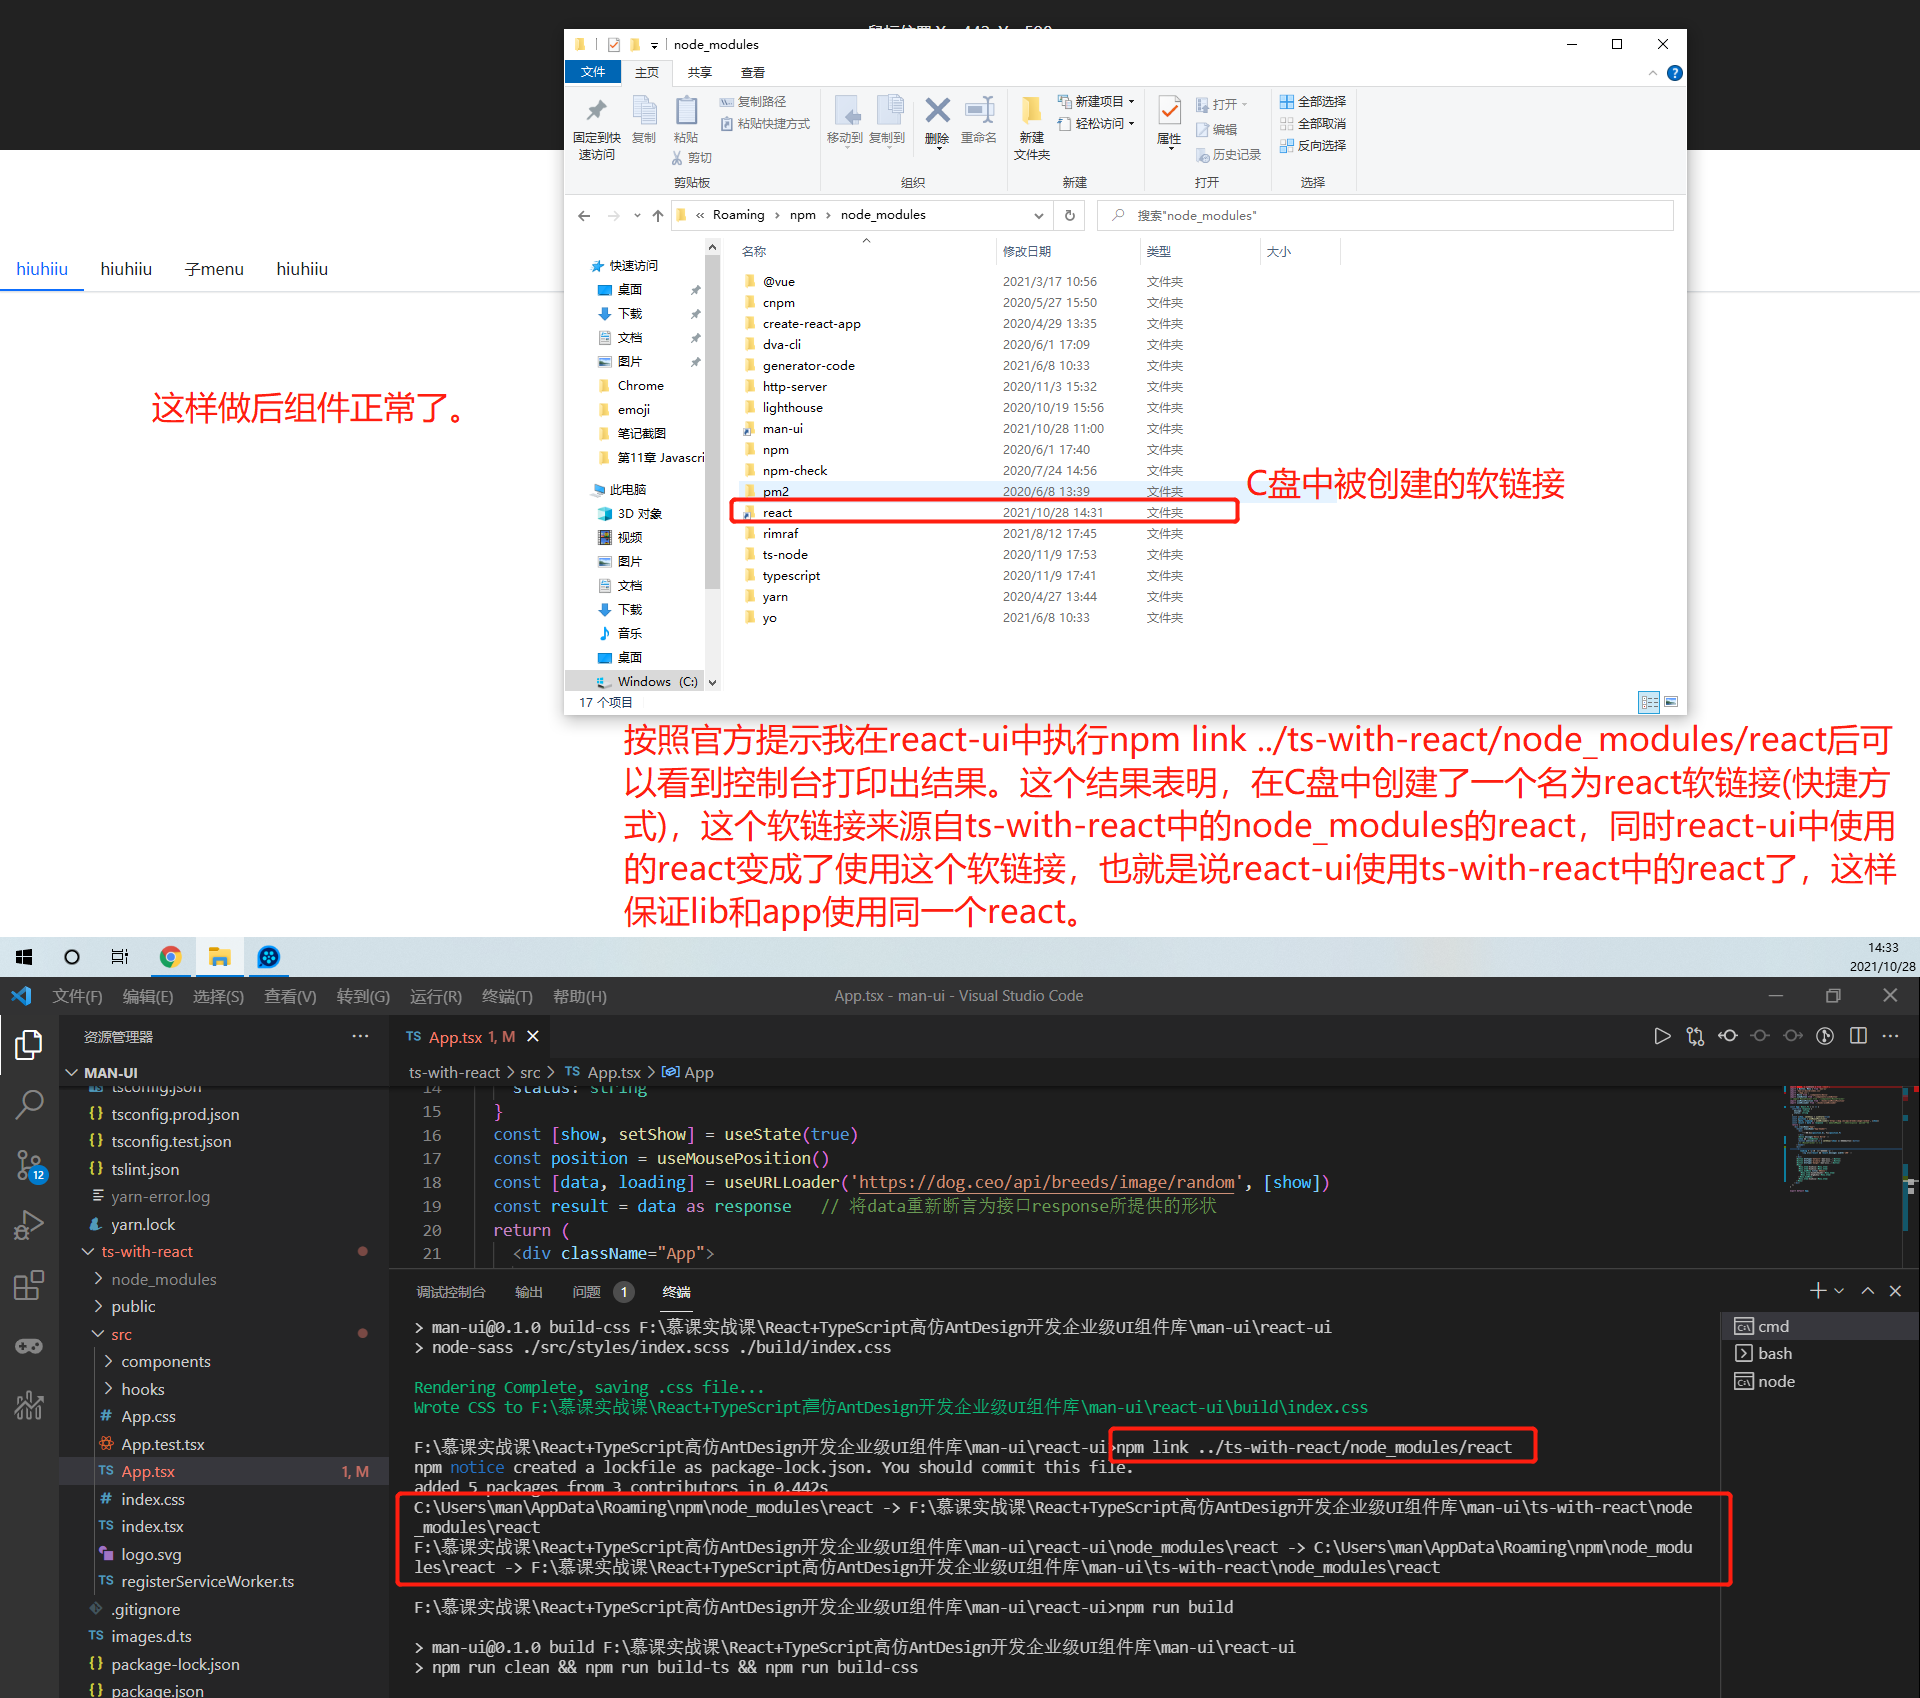 node_modules
文件
主页
共享
查看
固定到快
速访问
复制
粘贴
复制路径
粘贴快捷方式
剪切
剪贴板
移动到
复制到
删除
重命名
组织
新建
文件夹
新建项目
轻松访问
新建
属性
打开
编辑
历史记录
打开
全部选择
全部取消
反向选择
选择
« Roaming › npm › node_modules
搜索"node_modules"
快速访问
桌面
下载
文档
图片
Chrome
emoji
笔记截图
第11章 Javascri
此电脑
3D 对象
视频
图片
文档
下载
音乐
桌面
Windows (C:)
名称 修改日期 类型 大小
@vue 2021/3/17 10:56 文件夹
cnpm 2020/5/27 15:50 文件夹
create-react-app 2020/4/29 13:35 文件夹
dva-cli 2020/6/1 17:09 文件夹
generator-code 2021/6/8 10:33 文件夹
http-server 2020/11/3 15:32 文件夹
lighthouse 2020/10/19 15:56 文件夹
man-ui 2021/10/28 11:00 文件夹
npm 2020/6/1 17:40 文件夹
npm-check 2020/7/24 14:56 文件夹
pm2 2020/6/8 13:39 文件夹
react 2021/10/28 14:31 文件夹
rimraf 2021/8/12 17:45 文件夹
ts-node 2020/11/9 17:53 文件夹
typescript 2020/11/9 17:41 文件夹
yarn 2020/4/27 13:44 文件夹
yo 2021/6/8 10:33 文件夹
17 个项目
C盘中被创建的软链接
hiuhiiu hiuhiiu 子menu hiuhiiu
这样做后组件正常了。
按照官方提示我在react-ui中执行npm link ../ts-with-react/node_modules/react后可
以看到控制台打印出结果。这个结果表明，在C盘中创建了一个名为react软链接(快捷方
式)，这个软链接来源自ts-with-react中的node_modules的react，同时react-ui中使用
的react变成了使用这个软链接，也就是说react-ui使用ts-with-react中的react了，这样
保证lib和app使用同一个react。
14:33
2021/10/28
文件(F) 编辑(E) 选择(S) 查看(V) 转到(G) 运行(R) 终端(T) 帮助(H)
App.tsx - man-ui - Visual Studio Code
资源管理器
MAN-UI
tsconfig.json
tsconfig.prod.json
tsconfig.test.json
tslint.json
yarn-error.log
yarn.lock
ts-with-react
node_modules
public
src
components
hooks
App.css
App.test.tsx
TS App.tsx 1, M
index.css
TS index.tsx
logo.svg
TS registerServiceWorker.ts
.gitignore
TS images.d.ts
package-lock.json
package.json
12
TS App.tsx 1, M
ts-with-react > src > TS App.tsx > App
14 status: string
15 }
16 const [show, setShow] = useState(true)
17 const position = useMousePosition()
18 const [data, loading] = useURLLoader('https://dog.ceo/api/breeds/image/random', [show])
19 const result = data as response // 将data重新断言为接口response所提供的形状
20 return (
21 <div className="App">
调试控制台 输出 问题 1 终端
> man-ui@0.1.0 build-css F:\慕课实战课\React+TypeScript高仿AntDesign开发企业级UI组件库\man-ui\react-ui
> node-sass ./src/styles/index.scss ./build/index.css
Rendering Complete, saving .css file...
Wrote CSS to F:\慕课实战课\React+TypeScript高仿AntDesign开发企业级UI组件库\man-ui\react-ui\build\index.css
F:\慕课实战课\React+TypeScript高仿AntDesign开发企业级UI组件库\man-ui\react-ui>npm link ../ts-with-react/node_modules/react
npm notice created a lockfile as package-lock.json. You should commit this file.
added 5 packages from 3 contributors in 0.442s
C:\Users\man\AppData\Roaming\npm\node_modules\react -> F:\慕课实战课\React+TypeScript高仿AntDesign开发企业级UI组件库\man-ui\ts-with-react\node
_modules\react
F:\慕课实战课\React+TypeScript高仿AntDesign开发企业级UI组件库\man-ui\react-ui\node_modules\react -> C:\Users\man\AppData\Roaming\npm\node_modu
les\react -> F:\慕课实战课\React+TypeScript高仿AntDesign开发企业级UI组件库\man-ui\ts-with-react\node_modules\react
F:\慕课实战课\React+TypeScript高仿AntDesign开发企业级UI组件库\man-ui\react-ui>npm run build
> man-ui@0.1.0 build F:\慕课实战课\React+TypeScript高仿AntDesign开发企业级UI组件库\man-ui\react-ui
> npm run clean && npm run build-ts && npm run build-css
cmd
bash
node